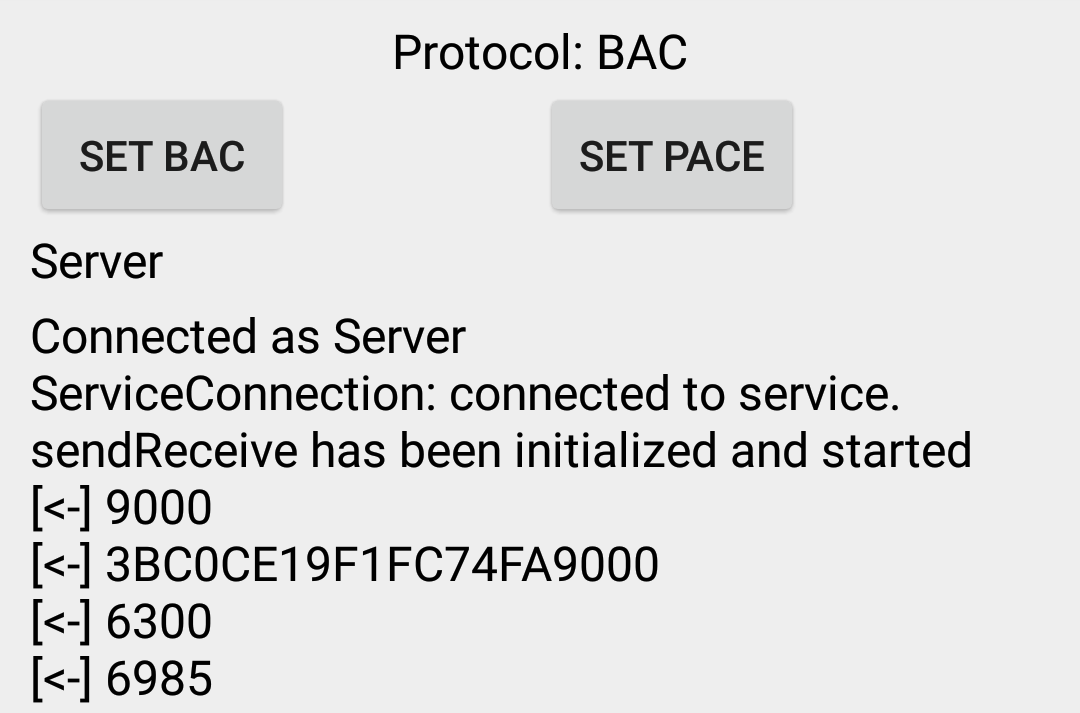 Protocol: BAC
SET BAC
SET PACE
Server
Connected as Server
ServiceConnection: connected to service.
sendReceive has been initialized and started
[<-] 9000
[<-] 3BC0CE19F1FC74FA9000
[<-] 6300
[<-] 6985